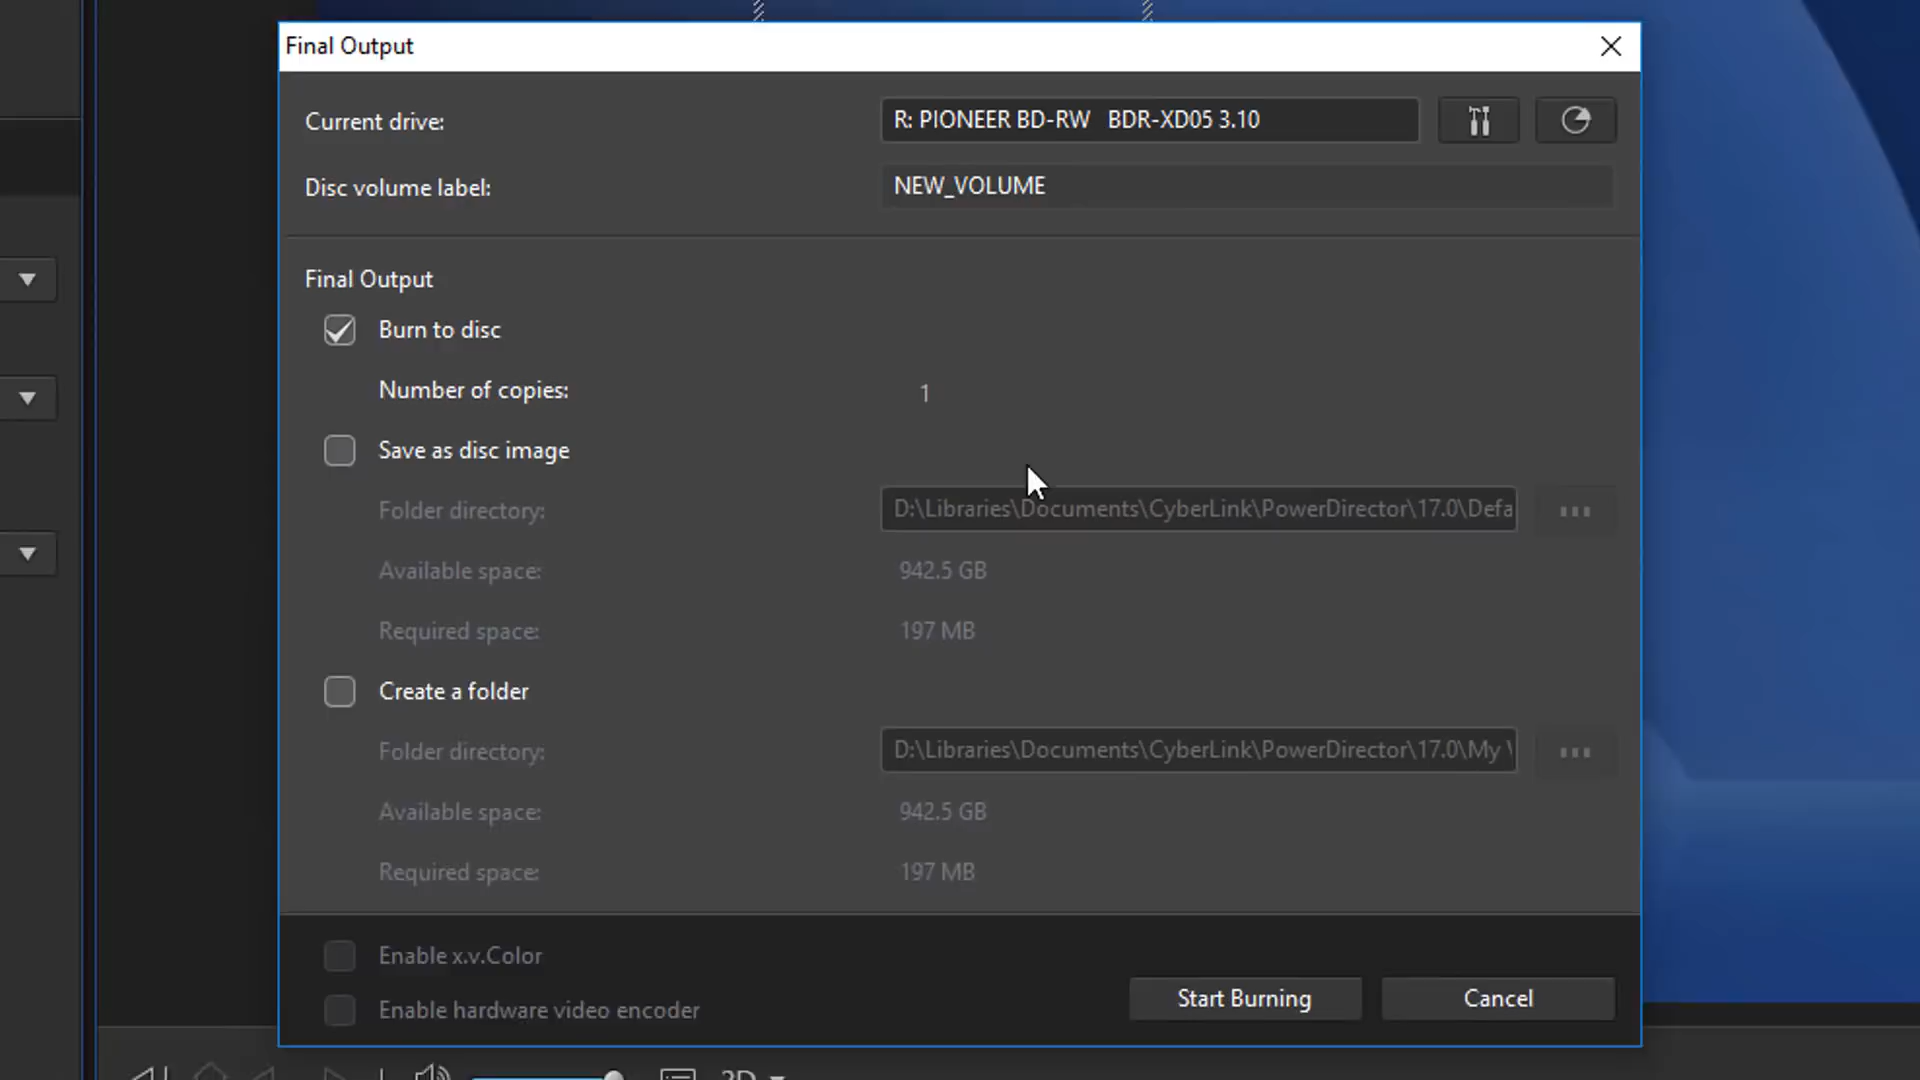 Final Output
Current drive:
R: PIONEER BD-RW   BDR-XD05 3.10
Disc volume label:
NEW_VOLUME
Final Output
Burn to disc
Number of copies:
1
Save as disc image
Folder directory:
D:\Libraries\Documents\CyberLink\PowerDirector\17.0\Defa
Available space:
942.5 GB
Required space:
197 MB
Create a folder
Folder directory:
D:\Libraries\Documents\CyberLink\PowerDirector\17.0\My
Available space:
942.5 GB
Required space:
197 MB
Enable x.v.Color
Enable hardware video encoder
Start Burning
Cancel
3D